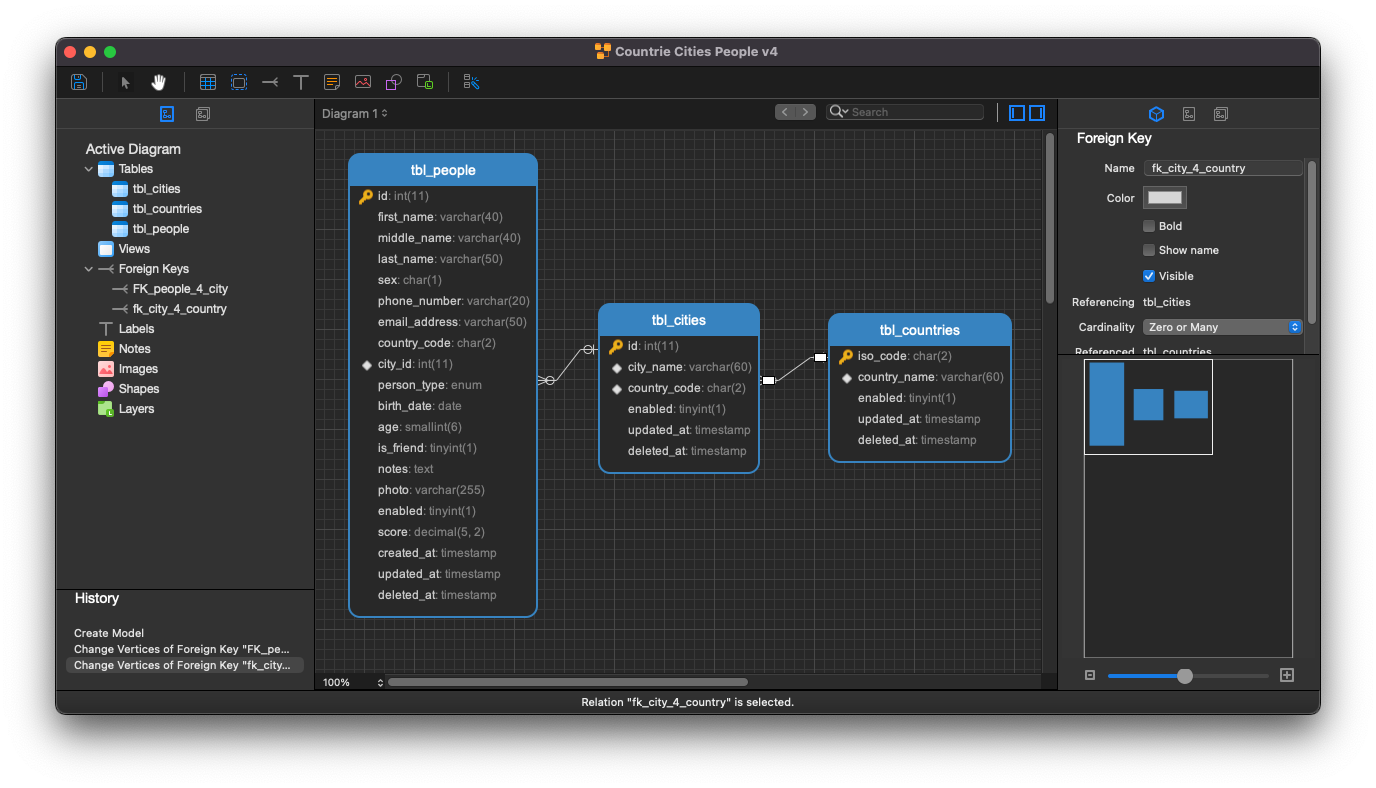 Countrie Cities People v4
Diagram 1
Search
Active Diagram
Tables
tbl_cities
tbl_countries
tbl_people
Views
Foreign Keys
FK_people_4_city
fk_city_4_country
Labels
Notes
Images
Shapes
Layers
History
Create Model
Change Vertices of Foreign Key "FK_pe...
Change Vertices of Foreign Key "fk_city...
tbl_people
id: int(11)
first_name: varchar(40)
middle_name: varchar(40)
last_name: varchar(50)
sex: char(1)
phone_number: varchar(20)
email_address: varchar(50)
country_code: char(2)
city_id: int(11)
person_type: enum
birth_date: date
age: smallint(6)
is_friend: tinyint(1)
notes: text
photo: varchar(255)
enabled: tinyint(1)
score: decimal(5, 2)
created_at: timestamp
updated_at: timestamp
deleted_at: timestamp
tbl_cities
id: int(11)
city_name: varchar(60)
country_code: char(2)
enabled: tinyint(1)
updated_at: timestamp
deleted_at: timestamp
tbl_countries
iso_code: char(2)
country_name: varchar(60)
enabled: tinyint(1)
updated_at: timestamp
deleted_at: timestamp
100%
Foreign Key
Name fk_city_4_country
Color
Bold
Show name
Visible
Referencing tbl_cities
Cardinality Zero or Many
Referenced tbl_countries
Relation "fk_city_4_country" is selected.